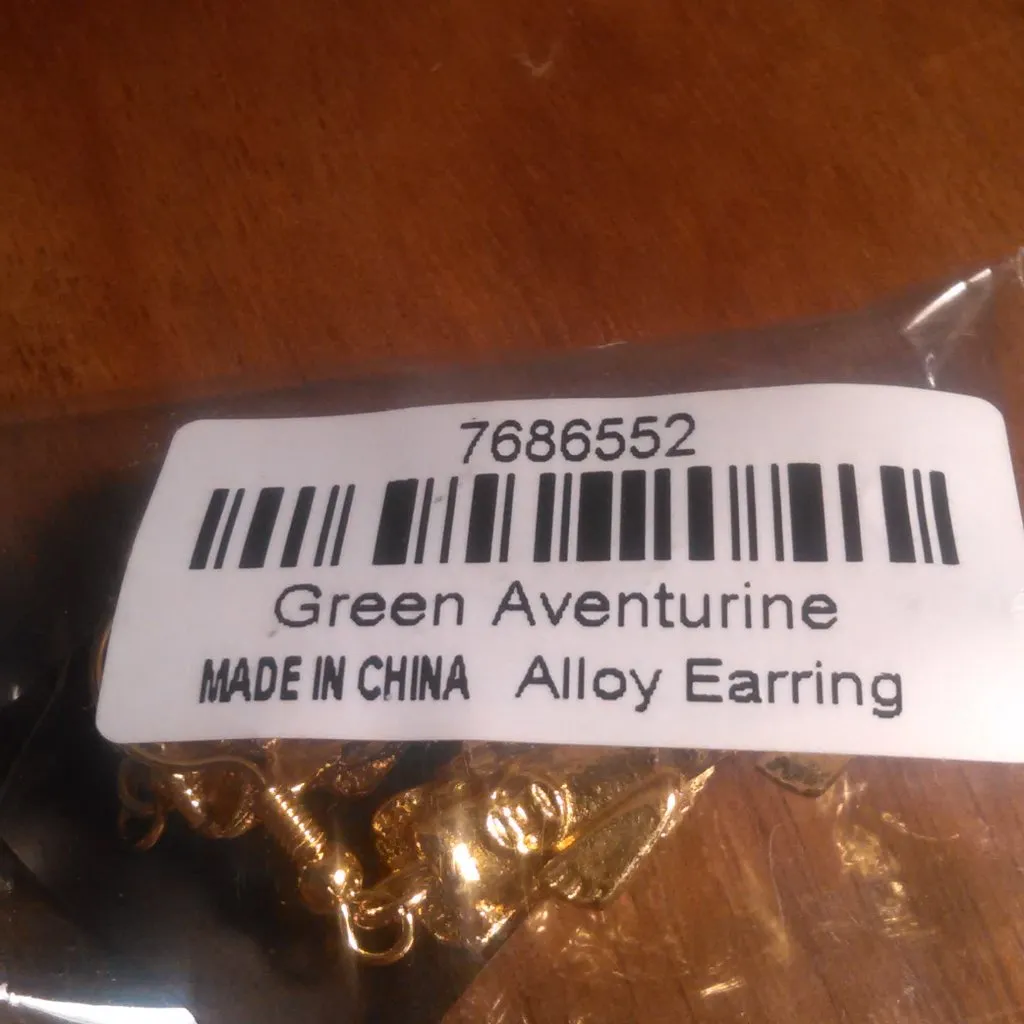 7686552
Green Aventurine
MADE IN CHINA Alloy Earring